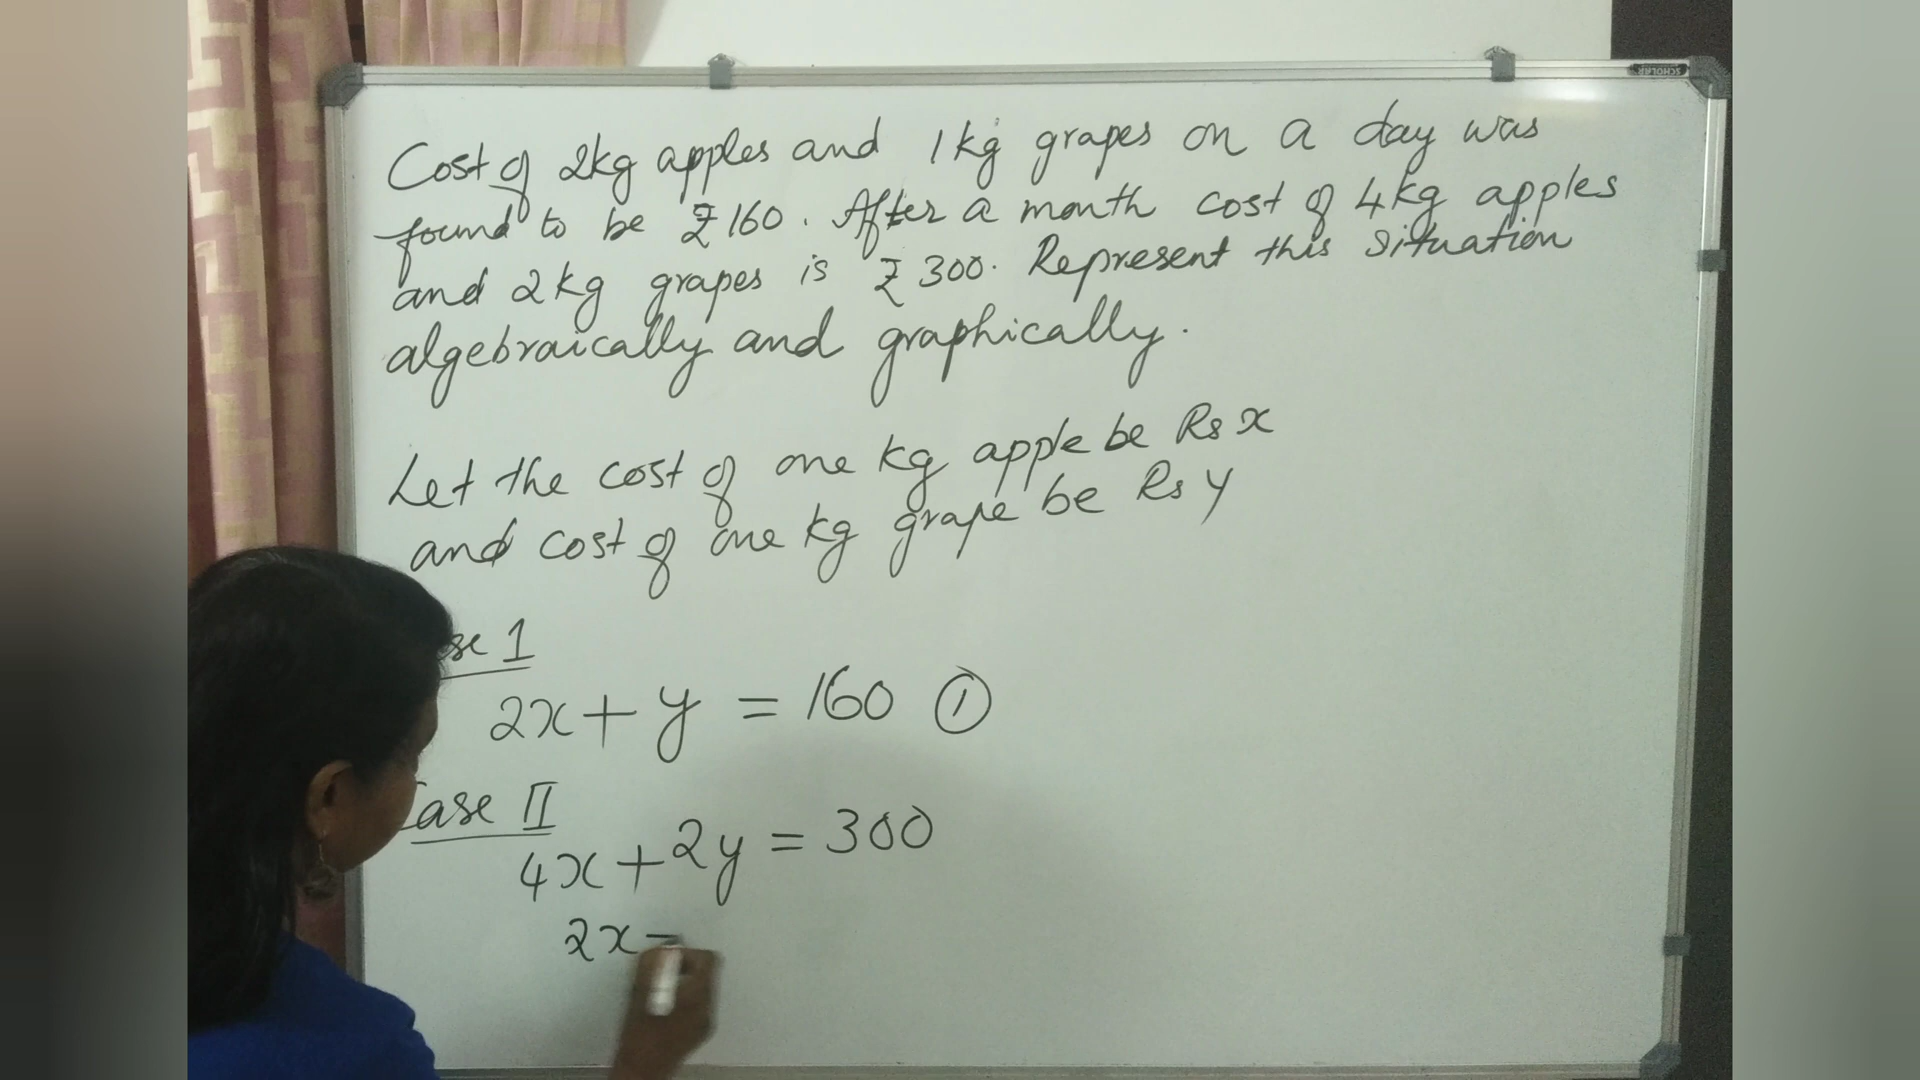 SCHOLAR
Cost of 2kg apples and 1kg grapes on a day was
found to be ₹160. After a month cost of 4kg apples
and 2kg grapes is ₹300. Represent this situation
algebraically and graphically.
Let the cost of one kg apple be Rs x
and cost of one kg grape be Rs y
se I
2x + y = 160 ①
Case II
4x + 2y = 300
2x